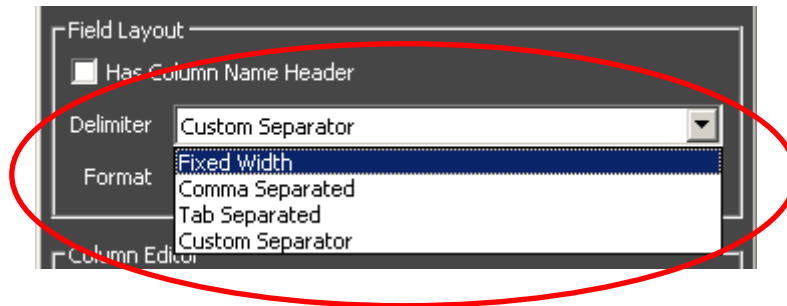 Field Layout
Has Column Name Header
Delimiter Custom Separator
Fixed Width
Format Comma Separated
Tab Separated
Custom Separator
Column Editor